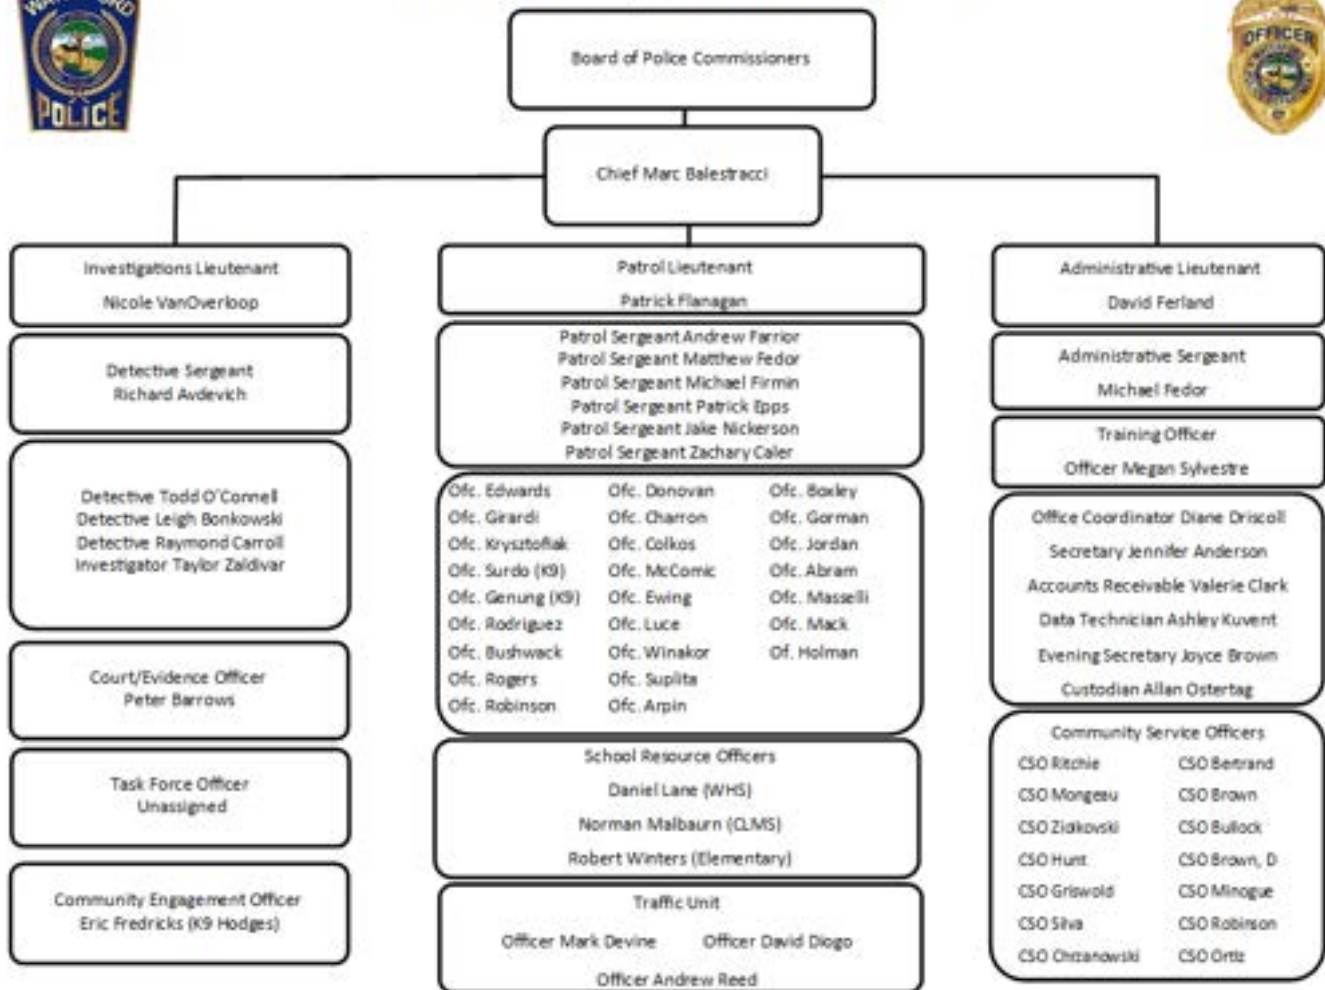 POLICE
OFFICER
Board of Police Commissioners
Chief Marc Balestracci
Investigations Lieutenant
Nicole VanOverloop
Detective Sergeant
Richard Avdevich
Detective Todd O'Connell
Detective Leigh Bonkowski
Detective Raymond Carroll
Investigator Taylor Zaldivar
Court/Evidence Officer
Peter Barrows
Task Force Officer
Unassigned
Community Engagement Officer
Eric Fredricks (K9 Hodges)
Patrol Lieutenant
Patrick Flanagan
Patrol Sergeant Andrew Farrior
Patrol Sergeant Matthew Fedor
Patrol Sergeant Michael Firmin
Patrol Sergeant Patrick Epps
Patrol Sergeant Jake Nickerson
Patrol Sergeant Zachary Caler
Ofc. Edwards Ofc. Donovan Ofc. Boxley
Ofc. Girardi Ofc. Charron Ofc. Gorman
Ofc. Krysztofiak Ofc. Colkos Ofc. Jordan
Ofc. Surdo (K9) Ofc. McComic Ofc. Abram
Ofc. Genung (K9) Ofc. Ewing Ofc. Masselli
Ofc. Rodriguez Ofc. Luce Ofc. Mack
Ofc. Bushwack Ofc. Winakor Of. Holman
Ofc. Rogers Ofc. Suplita
Ofc. Robinson Ofc. Arpin
School Resource Officers
Daniel Lane (WHS)
Norman Malbaurn (CLMS)
Robert Winters (Elementary)
Traffic Unit
Officer Mark Devine Officer David Diogo
Officer Andrew Reed
Administrative Lieutenant
David Ferland
Administrative Sergeant
Michael Fedor
Training Officer
Officer Megan Sylvestre
Office Coordinator Diane Driscoll
Secretary Jennifer Anderson
Accounts Receivable Valerie Clark
Data Technician Ashley Kuvent
Evening Secretary Joyce Brown
Custodian Allan Ostertag
Community Service Officers
CSO Ritchie CSO Bertrand
CSO Mongeau CSO Brown
CSO Ziolkovski CSO Bullock
CSO Hunt CSO Brown, D
CSO Griswold CSO Minogue
CSO Silva CSO Robinson
CSO Chrzanowski CSO Ortiz